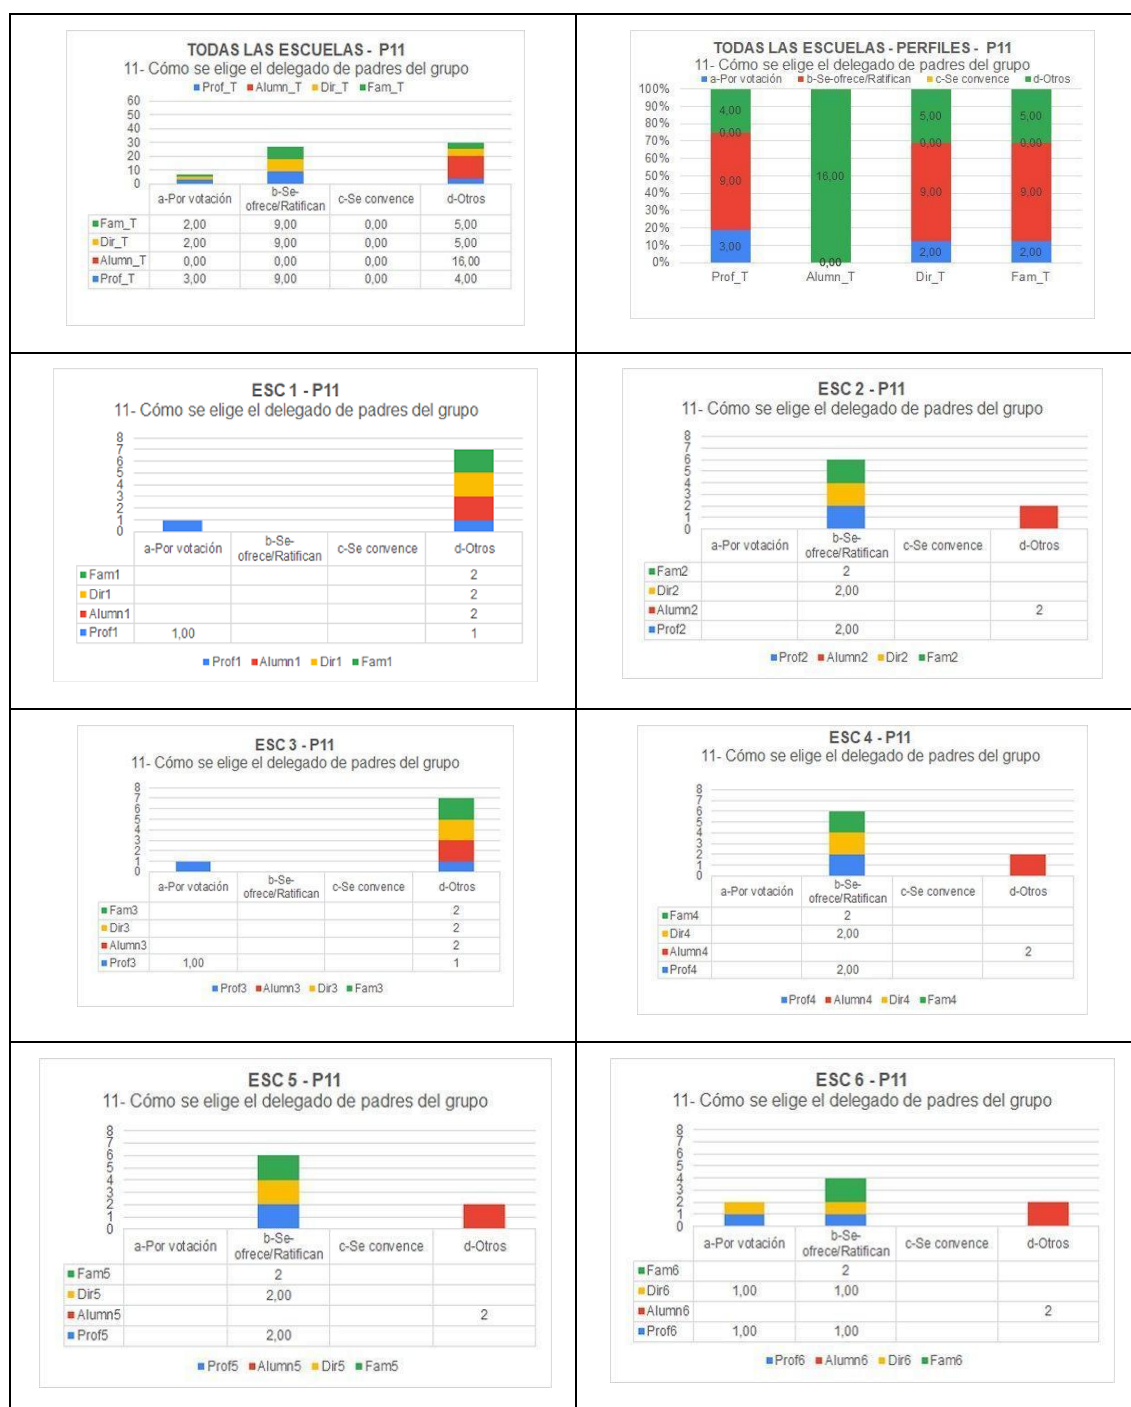 TODAS LAS ESCUELAS - P11
11- Cómo se elige el delegado de padres del grupo
Prof_T Alumn_T Dir_T Fam_T
60
50
40
30
20
10
0
a-Por votación b-Se-ofrece/Ratifican c-Se convence d-Otros
Fam_T 2,00 9,00 0,00 5,00
Dir_T 2,00 9,00 0,00 5,00
Alumn_T 0,00 0,00 0,00 16,00
Prof_T 3,00 9,00 0,00 4,00
TODAS LAS ESCUELAS - PERFILES - P11
11- Cómo se elige el delegado de padres del grupo
a-Por votación b-Se-ofrece/Ratifican c-Se convence d-Otros
100%
90%
80%
70%
60%
50%
40%
30%
20%
10%
0%
4,00 5,00 5,00
0,00 0,00 0,00
9,00 16,00 9,00 9,00
3,00 0,00 2,00 2,00
Prof_T Alumn_T Dir_T Fam_T
ESC 1 - P11
11- Cómo se elige el delegado de padres del grupo
8
7
6
5
4
3
2
1
0
a-Por votación b-Se-ofrece/Ratifican c-Se convence d-Otros
Fam1 2
Dir1 2
Alumn1 2
Prof1 1,00 1
Prof1 Alumn1 Dir1 Fam1
ESC 2 - P11
11- Cómo se elige el delegado de padres del grupo
8
7
6
5
4
3
2
1
0
a-Por votación b-Se-ofrece/Ratifican c-Se convence d-Otros
Fam2 2
Dir2 2,00
Alumn2 2
Prof2 2,00
Prof2 Alumn2 Dir2 Fam2
ESC 3 - P11
11- Cómo se elige el delegado de padres del grupo
8
7
6
5
4
3
2
1
0
a-Por votación b-Se-ofrece/Ratifican c-Se convence d-Otros
Fam3 2
Dir3 2
Alumn3 2
Prof3 1,00 1
Prof3 Alumn3 Dir3 Fam3
ESC 4 - P11
11- Cómo se elige el delegado de padres del grupo
8
7
6
5
4
3
2
1
0
a-Por votación b-Se-ofrece/Ratifican c-Se convence d-Otros
Fam4 2
Dir4 2,00
Alumn4 2
Prof4 2,00
Prof4 Alumn4 Dir4 Fam4
ESC 5 - P11
11- Cómo se elige el delegado de padres del grupo
8
7
6
5
4
3
2
1
0
a-Por votación b-Se-ofrece/Ratifican c-Se convence d-Otros
Fam5 2
Dir5 2,00
Alumn5 2
Prof5 2,00
Prof5 Alumn5 Dir5 Fam5
ESC 6 - P11
11- Cómo se elige el delegado de padres del grupo
8
7
6
5
4
3
2
1
0
a-Por votación b-Se-ofrece/Ratifican c-Se convence d-Otros
Fam6 2
Dir6 1,00 1,00
Alumn6 2
Prof6 1,00 1,00
Prof6 Alumn6 Dir6 Fam6